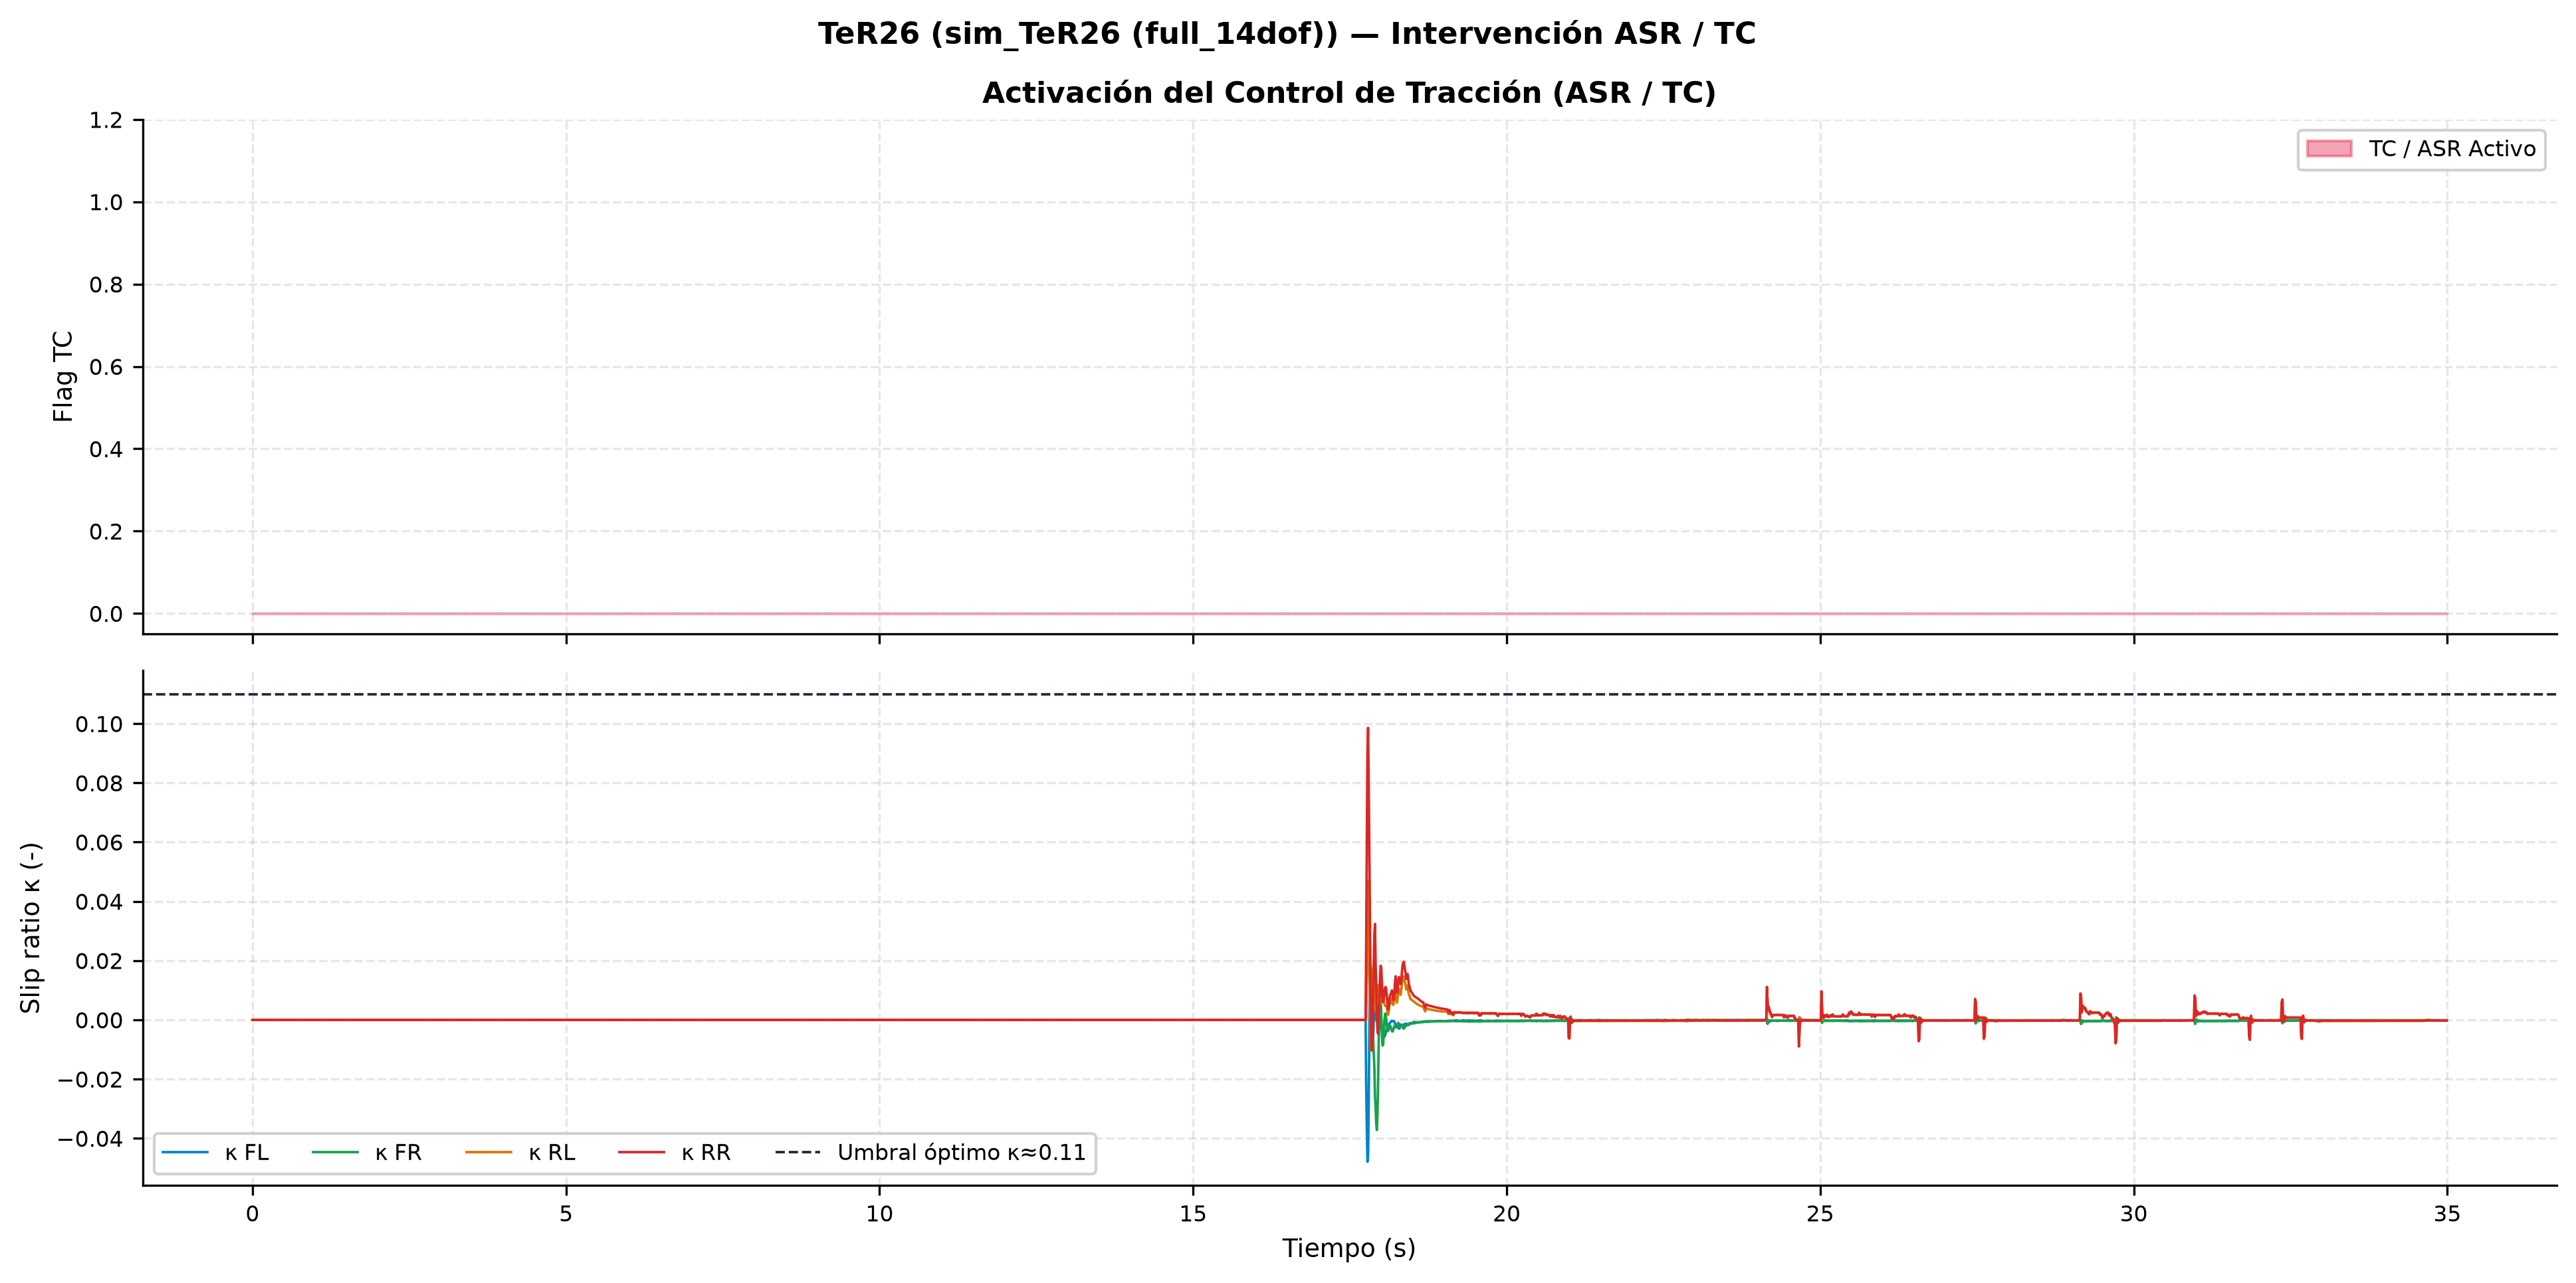 TeR26 (sim_TeR26 (full_14dof)) — Intervención ASR / TC
Activación del Control de Tracción (ASR / TC)
1.2
1.0
0.8
0.6
0.4
0.2
0.0
Flag TC
TC / ASR Activo
0.10
0.08
0.06
0.04
0.02
0.00
−0.02
−0.04
Slip ratio κ (-)
κ FL κ FR κ RL κ RR Umbral óptimo κ≈0.11
0 5 10 15 20 25 30 35
Tiempo (s)